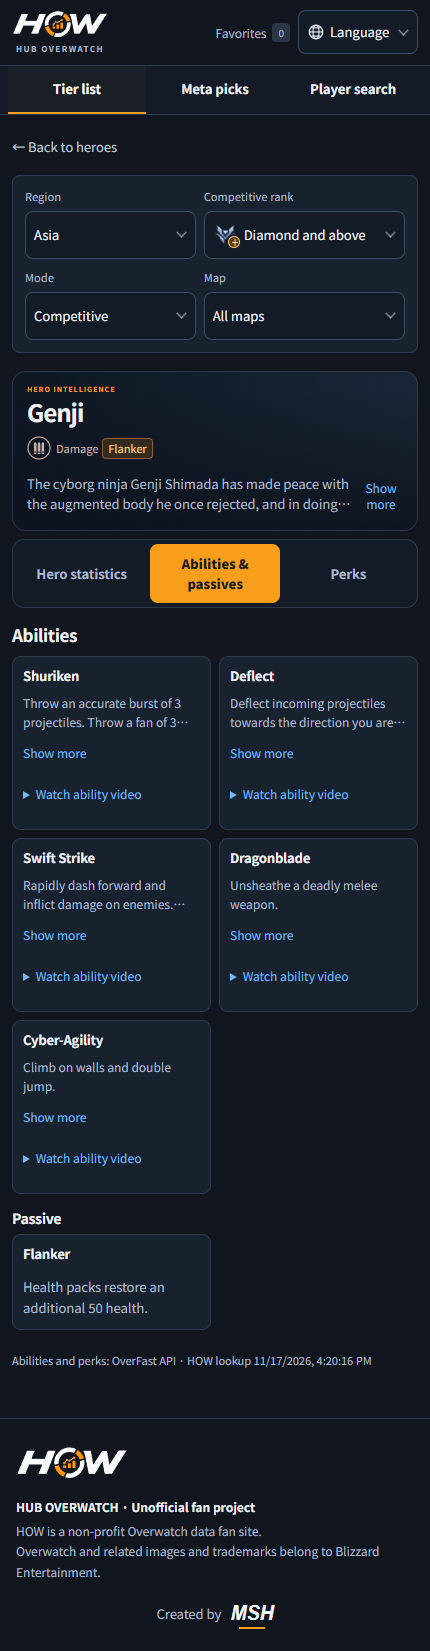 HOW
HUB OVERWATCH
Favorites 0
Language
Tier list
Meta picks
Player search
← Back to heroes
Region
Competitive rank
Asia
Diamond and above
Mode
Map
Competitive
All maps
HERO INTELLIGENCE
Genji
Damage Flanker
The cyborg ninja Genji Shimada has made peace with
the augmented body he once rejected, and in doing…
Show
more
Hero statistics
Abilities &
passives
Perks
Abilities
Shuriken
Throw an accurate burst of 3
projectiles. Throw a fan of 3…
Show more
▶ Watch ability video
Deflect
Deflect incoming projectiles
towards the direction you are…
Show more
▶ Watch ability video
Swift Strike
Rapidly dash forward and
inflict damage on enemies.…
Show more
▶ Watch ability video
Dragonblade
Unsheathe a deadly melee
weapon.
Show more
▶ Watch ability video
Cyber-Agility
Climb on walls and double
jump.
Show more
▶ Watch ability video
Passive
Flanker
Health packs restore an
additional 50 health.
Abilities and perks: OverFast API · HOW lookup 11/17/2026, 4:20:16 PM
HOW
HUB OVERWATCH · Unofficial fan project
HOW is a non-profit Overwatch data fan site.
Overwatch and related images and trademarks belong to Blizzard
Entertainment.
Created by MSH